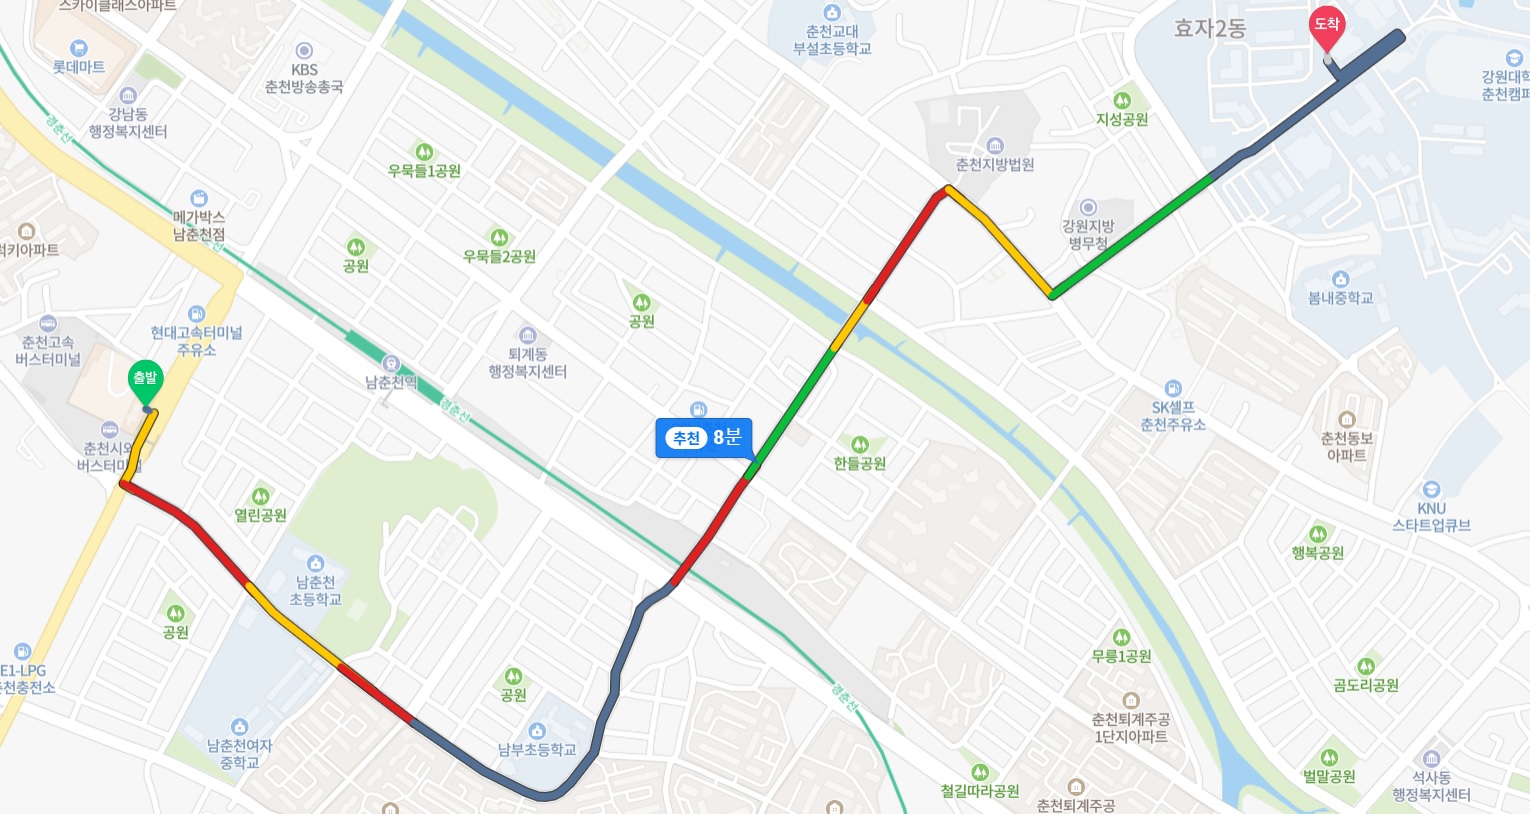 스카이클래스아파트
롯데마트
KBS
춘천방송총국
강남동
행정복지센터
경춘선
춘천교대
부설초등학교
효자2동
도착
강원대학
춘천캠퍼
지성공원
우묵들1공원
춘천지방법원
메가박스
남춘천점
럭키아파트
공원
우묵들2공원
강원지방
병무청
봄내중학교
현대고속터미널
주유소
춘천고속
버스터미널
공원
퇴계동
행정복지센터
출발
남춘천역
경춘선
SK셀프
춘천주유소
추천 8분
한들공원
춘천동보
아파트
춘천시외
버스터미널
열린공원
KNU
스타트업큐브
행복공원
남춘천
초등학교
공원
무릉1공원
E1-LPG
춘천충전소
공원
곰도리공원
경춘선
춘천퇴계주공
1단지아파트
남춘천여자
중학교
남부초등학교
벌말공원
석사동
행정복지센터
철길따라공원
춘천퇴계주공